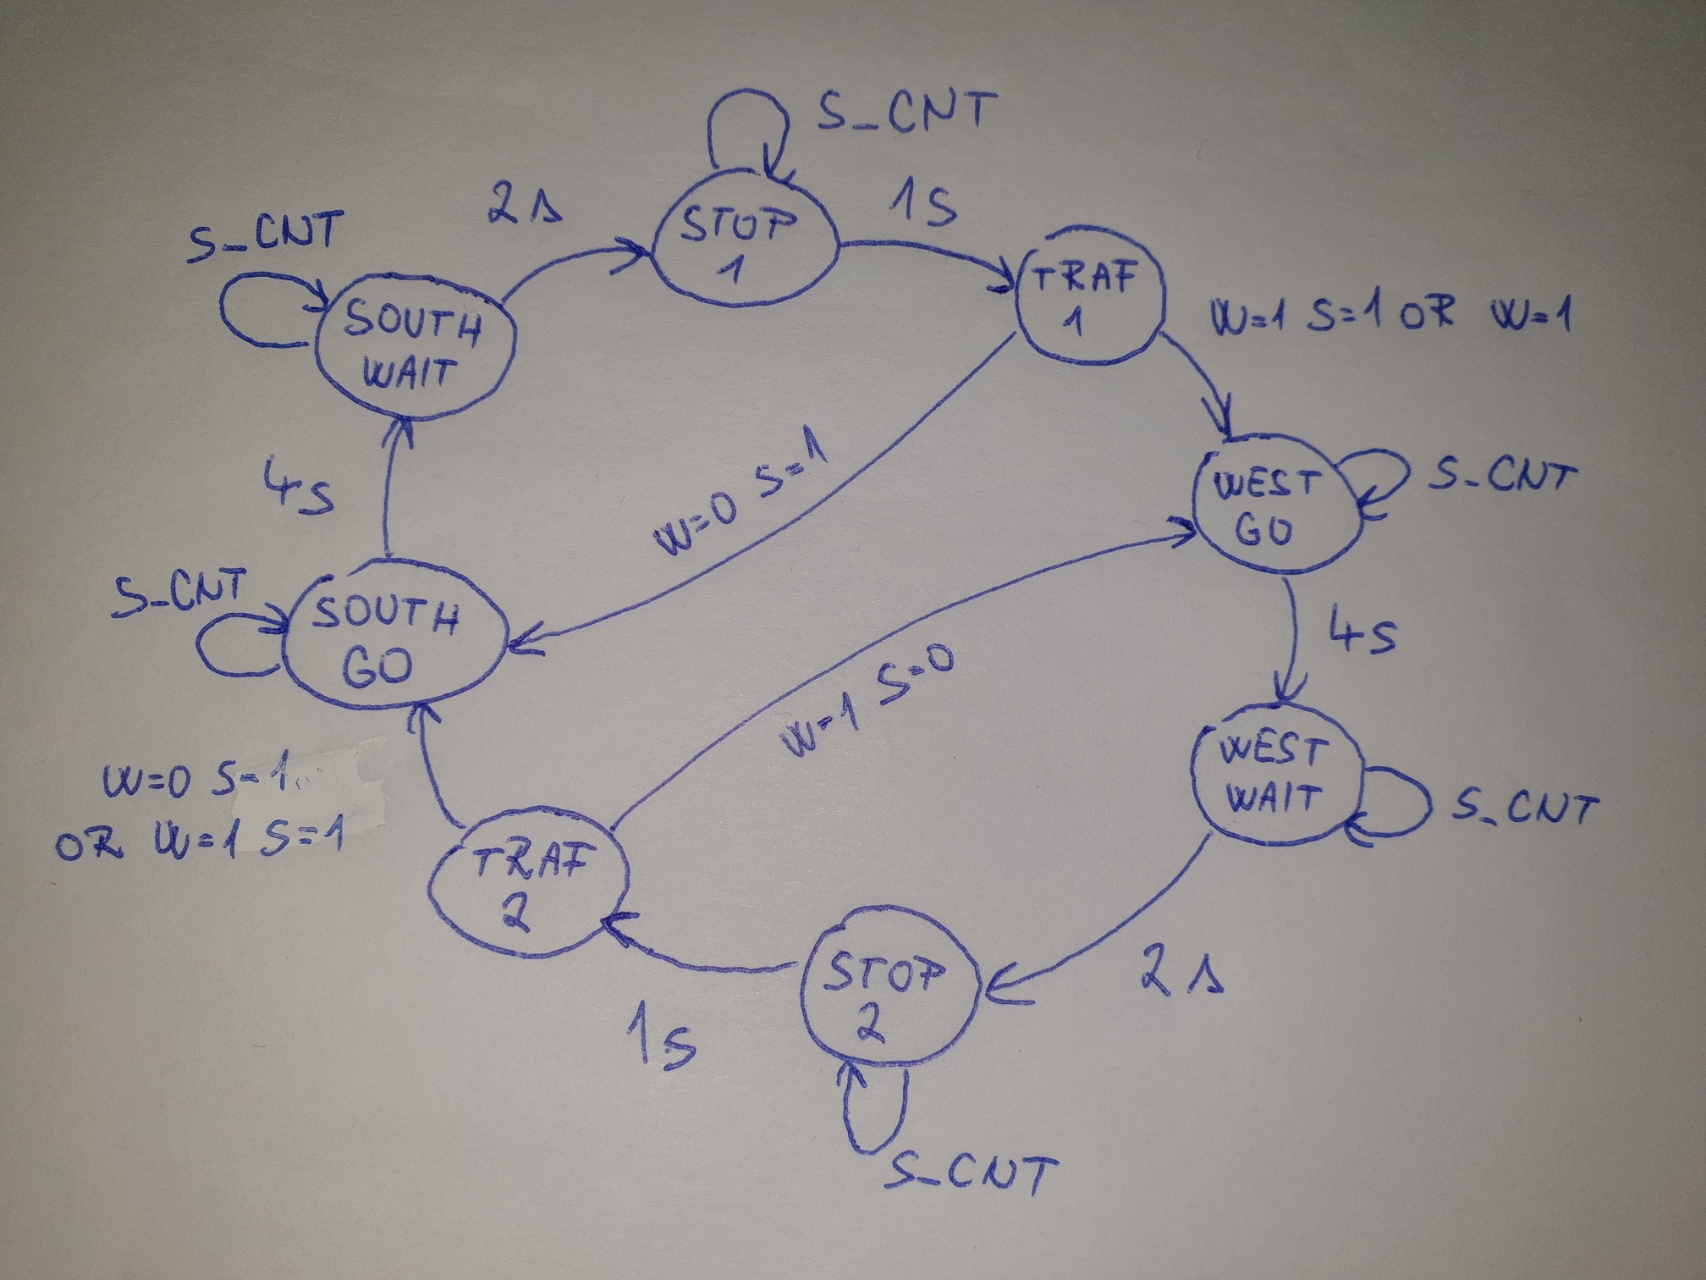 S_CNT
2s
1s
STOP
1
S_CNT
SOUTH
WAIT
TRAF
1
W=1 S=1 OR W=1
4s
W=0 S=1
WEST
GO
S_CNT
S_CNT
SOUTH
GO
4s
W=1 S=0
W=0 S=1
OR W=1 S=1
WEST
WAIT
S_CNT
TRAF
2
STOP
2
2s
1s
S_CNT